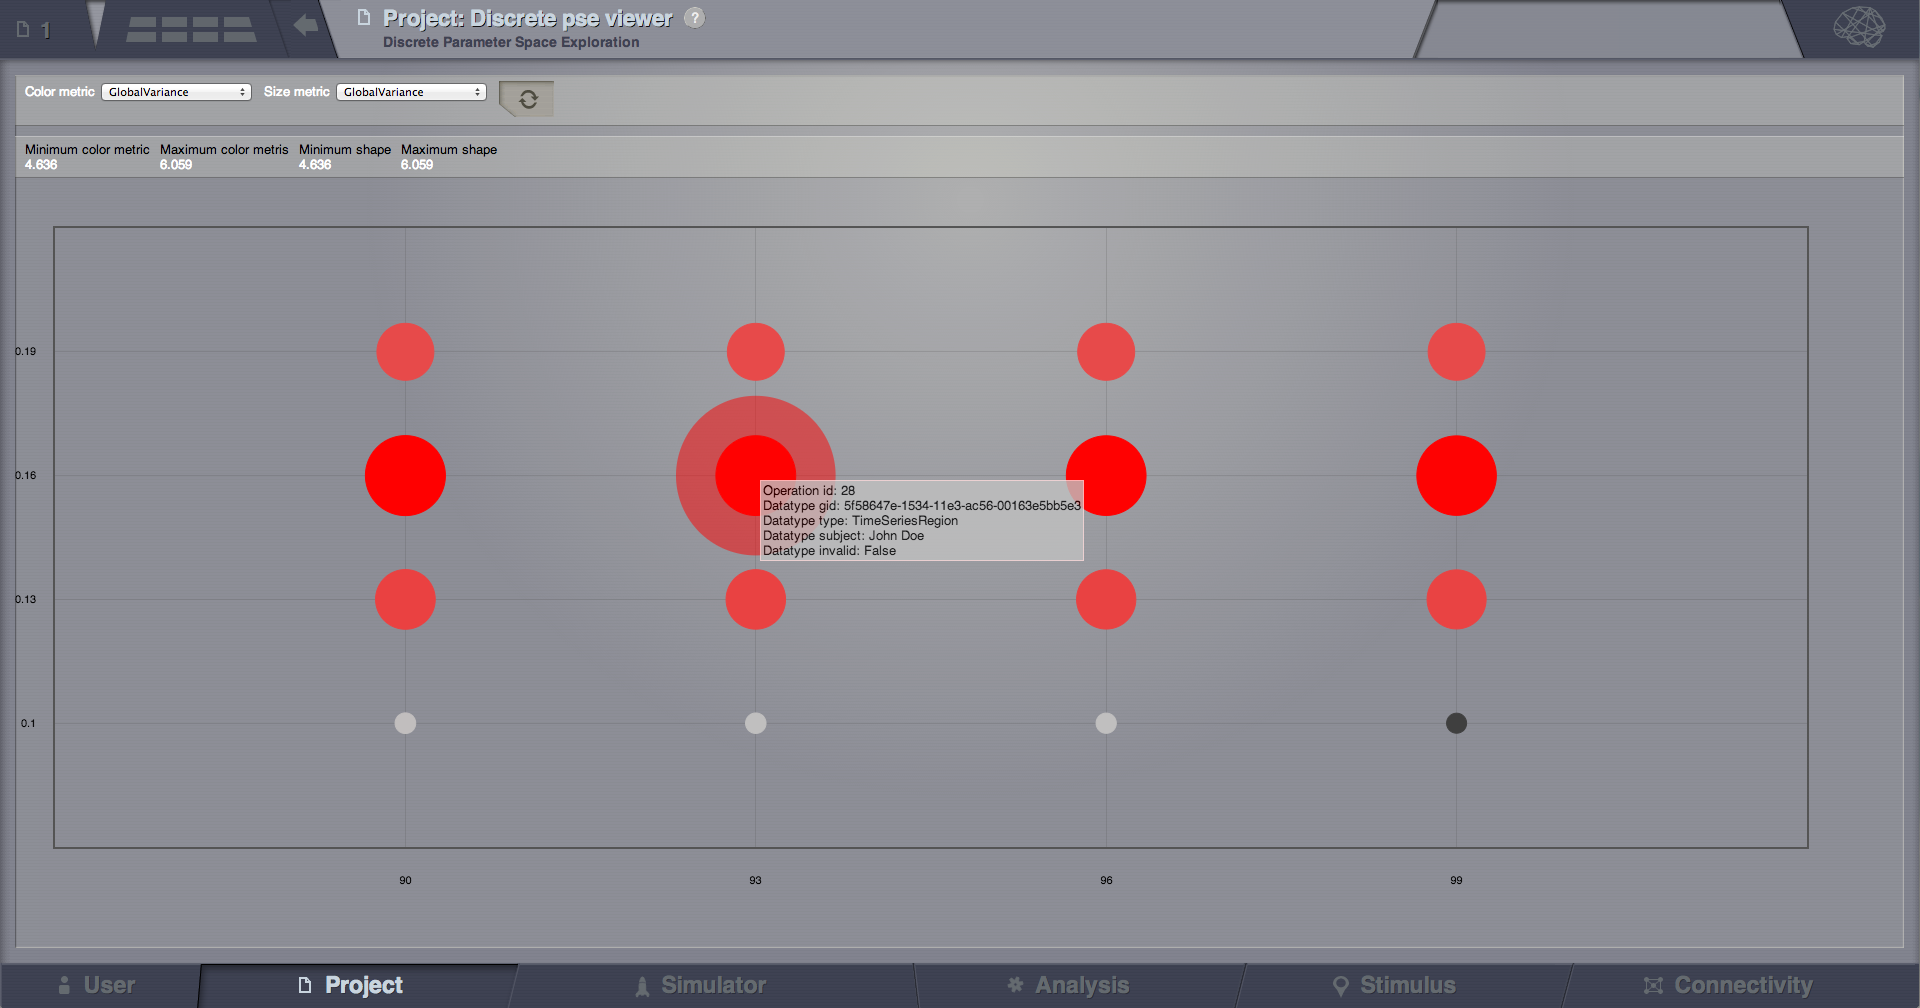 1
Project: Discrete pse viewer ?
Discrete Parameter Space Exploration
Color metric GlobalVariance Size metric GlobalVariance
Minimum color metric Maximum color metris Minimum shape Maximum shape
4.636 6.059 4.636 6.059
0.19
0.16
Operation id: 28
Datatype gid: 5f58647e-1534-11e3-ac56-00163e5bb5e3
Datatype type: TimeSeriesRegion
Datatype subject: John Doe
Datatype invalid: False
0.13
0.1
90 93 96 99
User Project Simulator Analysis Stimulus Connectivity